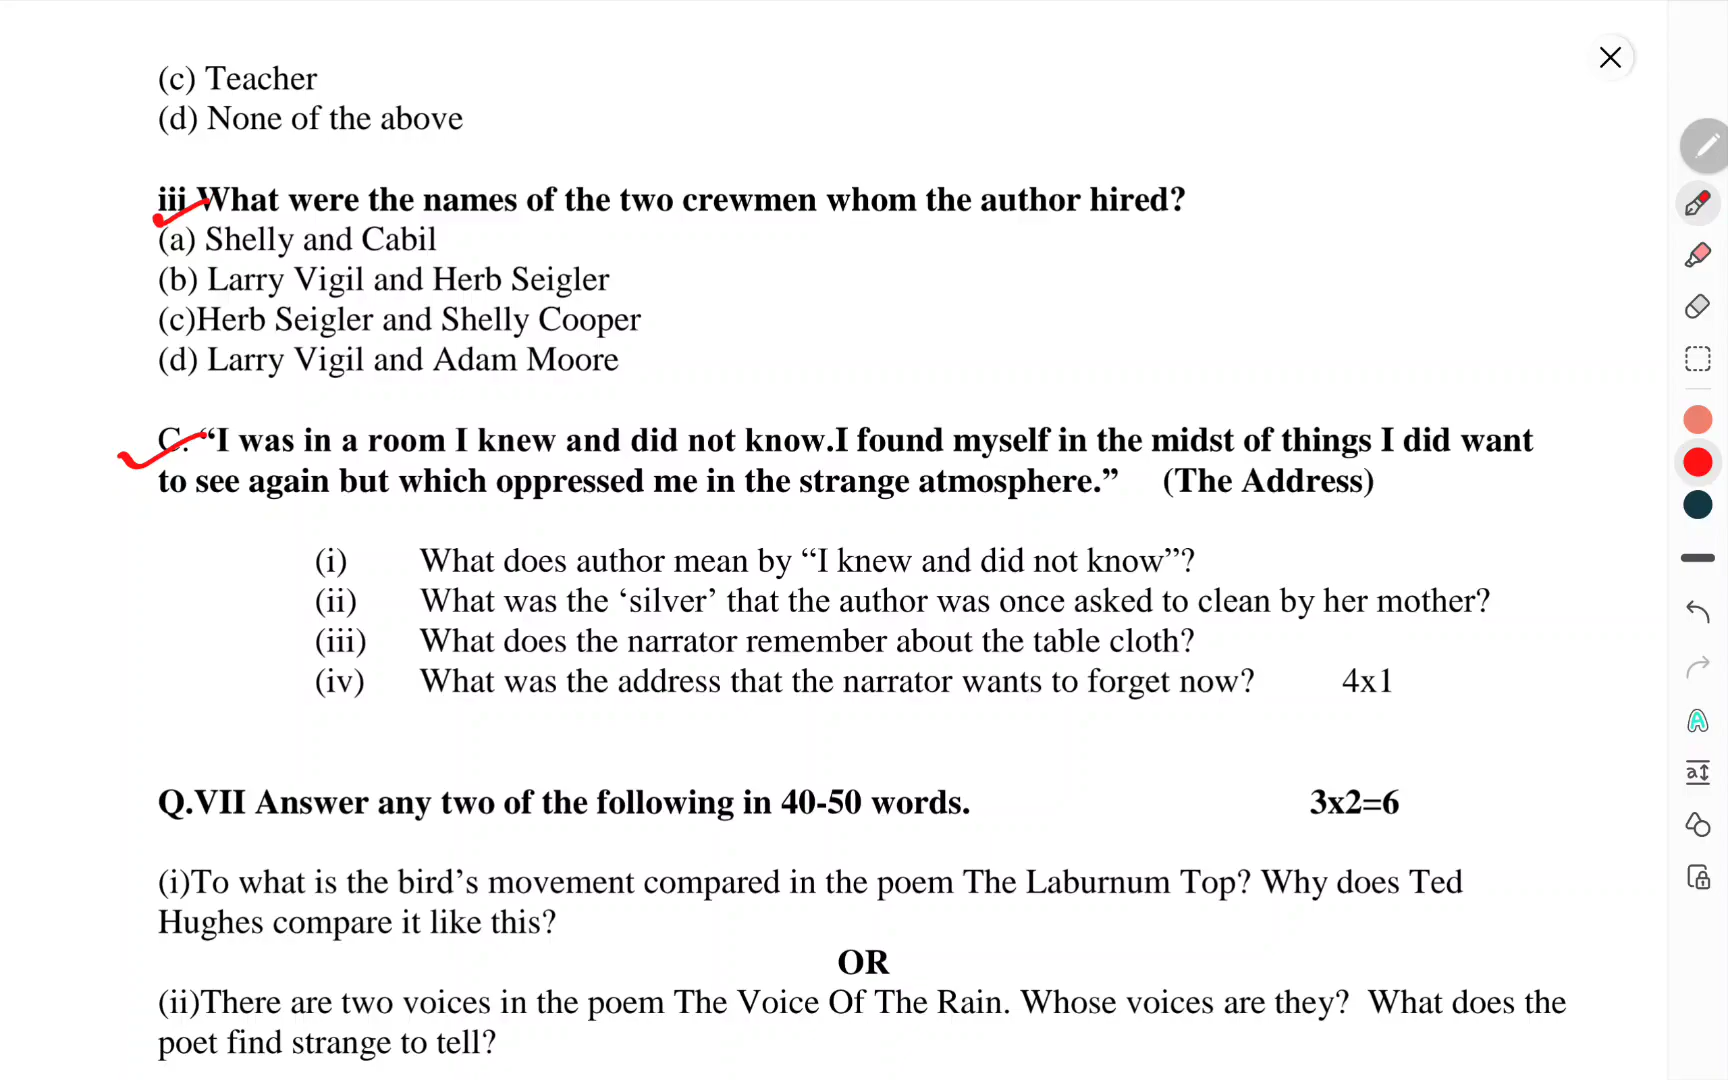 (c) Teacher
(d) None of the above
iii What were the names of the two crewmen whom the author hired?
(a) Shelly and Cabil
(b) Larry Vigil and Herb Seigler
(c)Herb Seigler and Shelly Cooper
(d) Larry Vigil and Adam Moore
C. “I was in a room I knew and did not know.I found myself in the midst of things I did want
to see again but which oppressed me in the strange atmosphere.” (The Address)
(i) What does author mean by “I knew and did not know”?
(ii) What was the ‘silver’ that the author was once asked to clean by her mother?
(iii) What does the narrator remember about the table cloth?
(iv) What was the address that the narrator wants to forget now? 4x1
Q.VII Answer any two of the following in 40-50 words. 3x2=6
(i)To what is the bird’s movement compared in the poem The Laburnum Top? Why does Ted
Hughes compare it like this?
OR
(ii)There are two voices in the poem The Voice Of The Rain. Whose voices are they? What does the
poet find strange to tell?